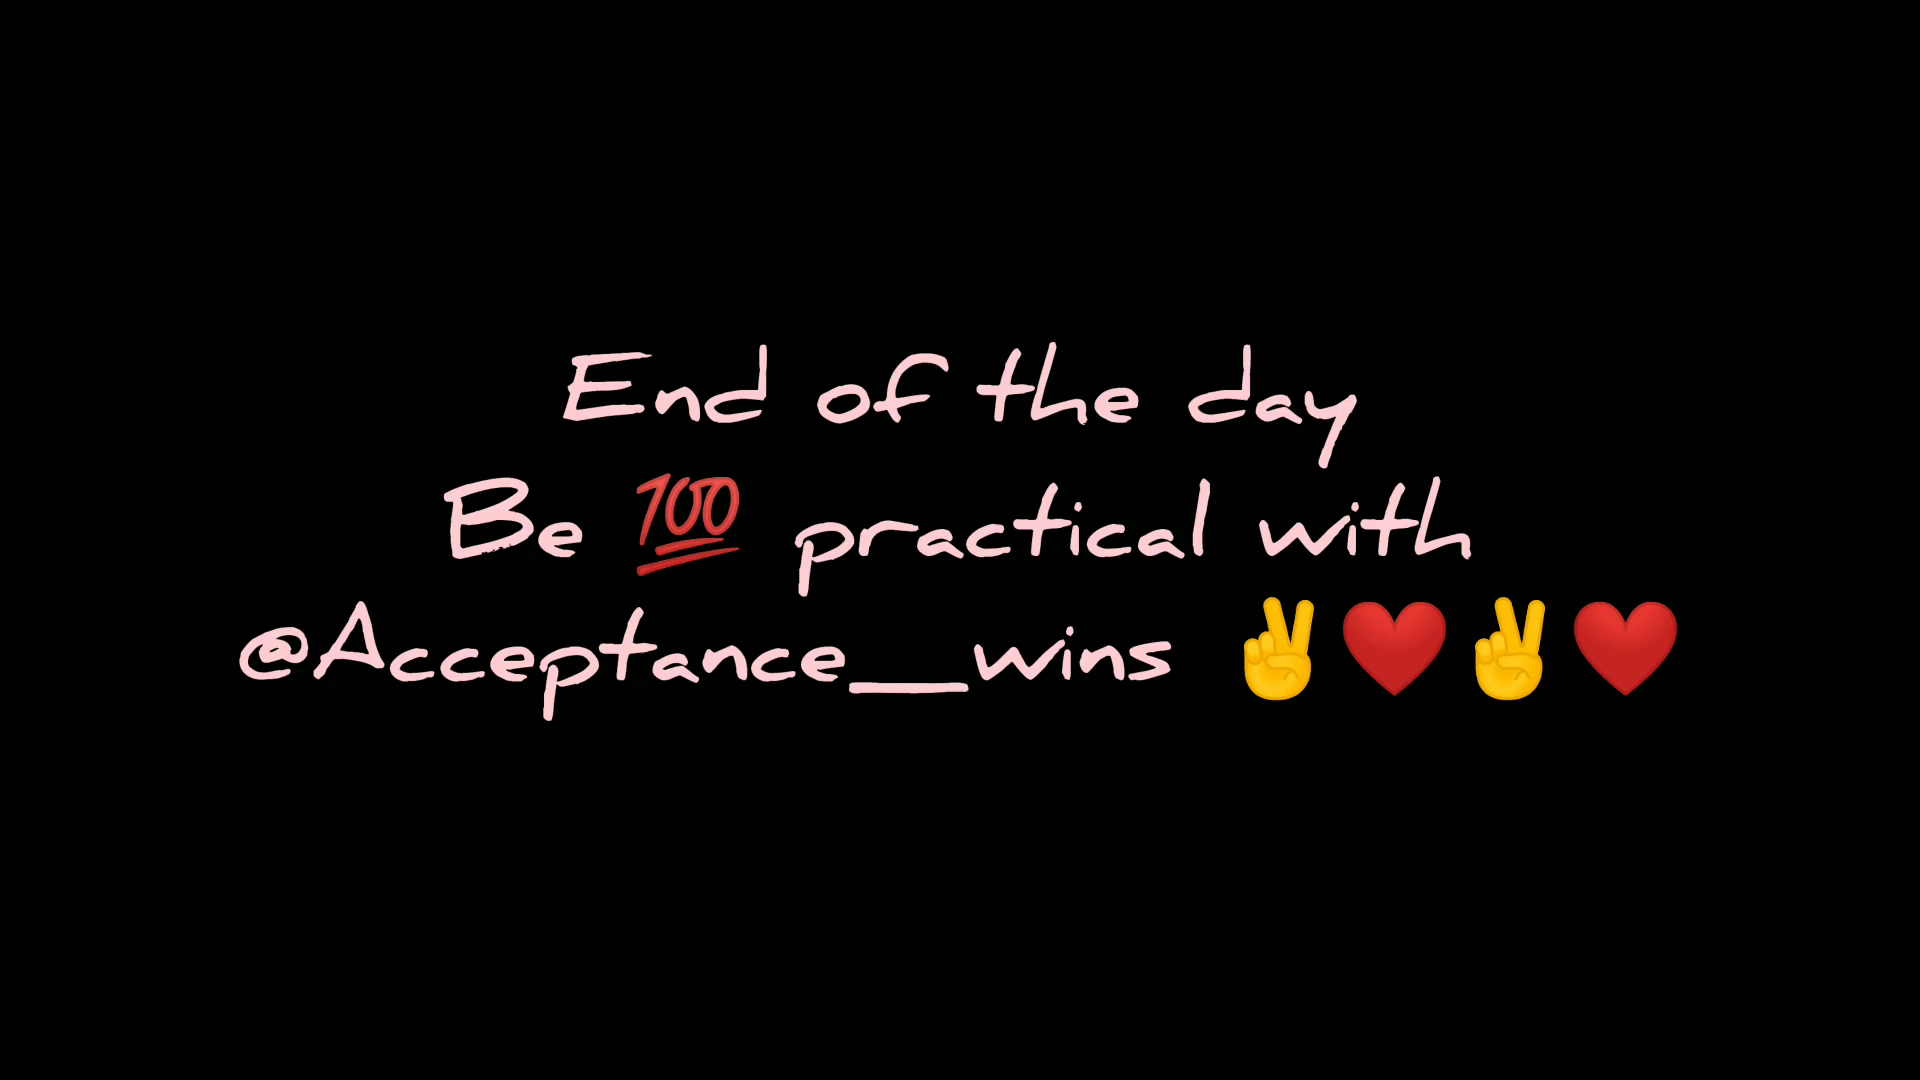 End of the day
Be 💯 practical with
@Acceptance__wins ✌️❤️✌️❤️